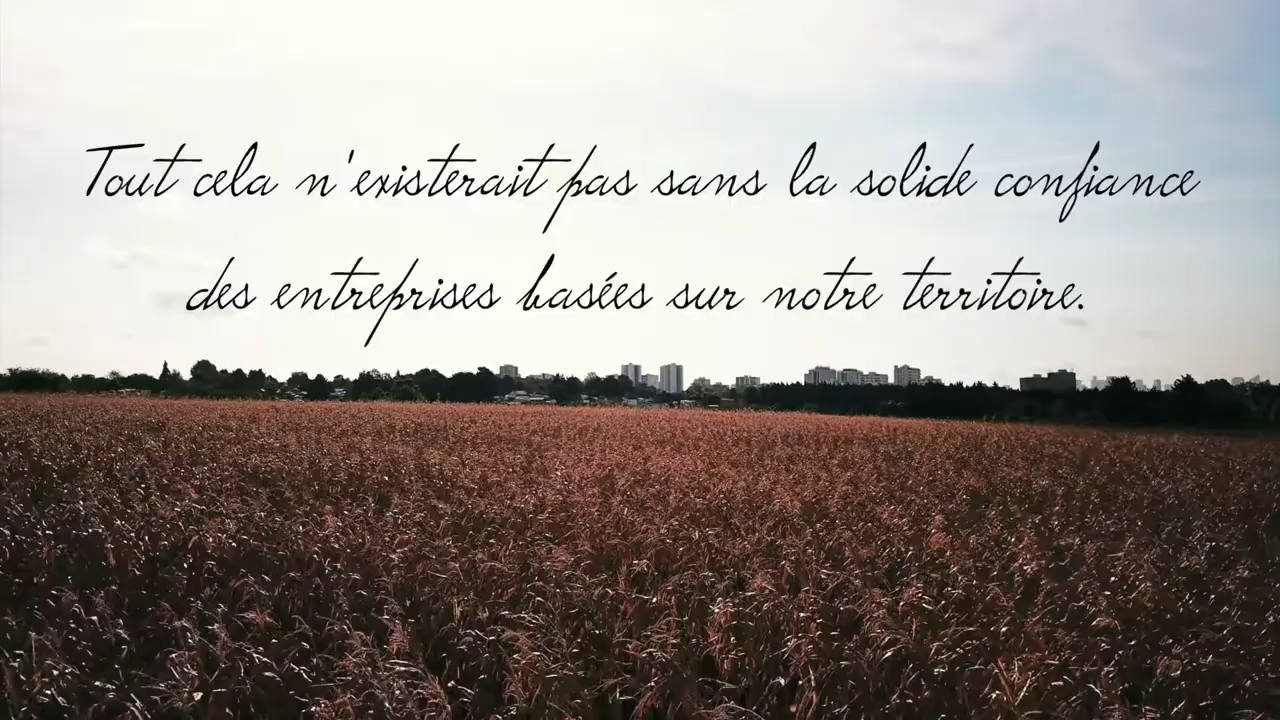 Tout cela n'existerait pas sans la solide confiance
des entreprises basées sur notre territoire.